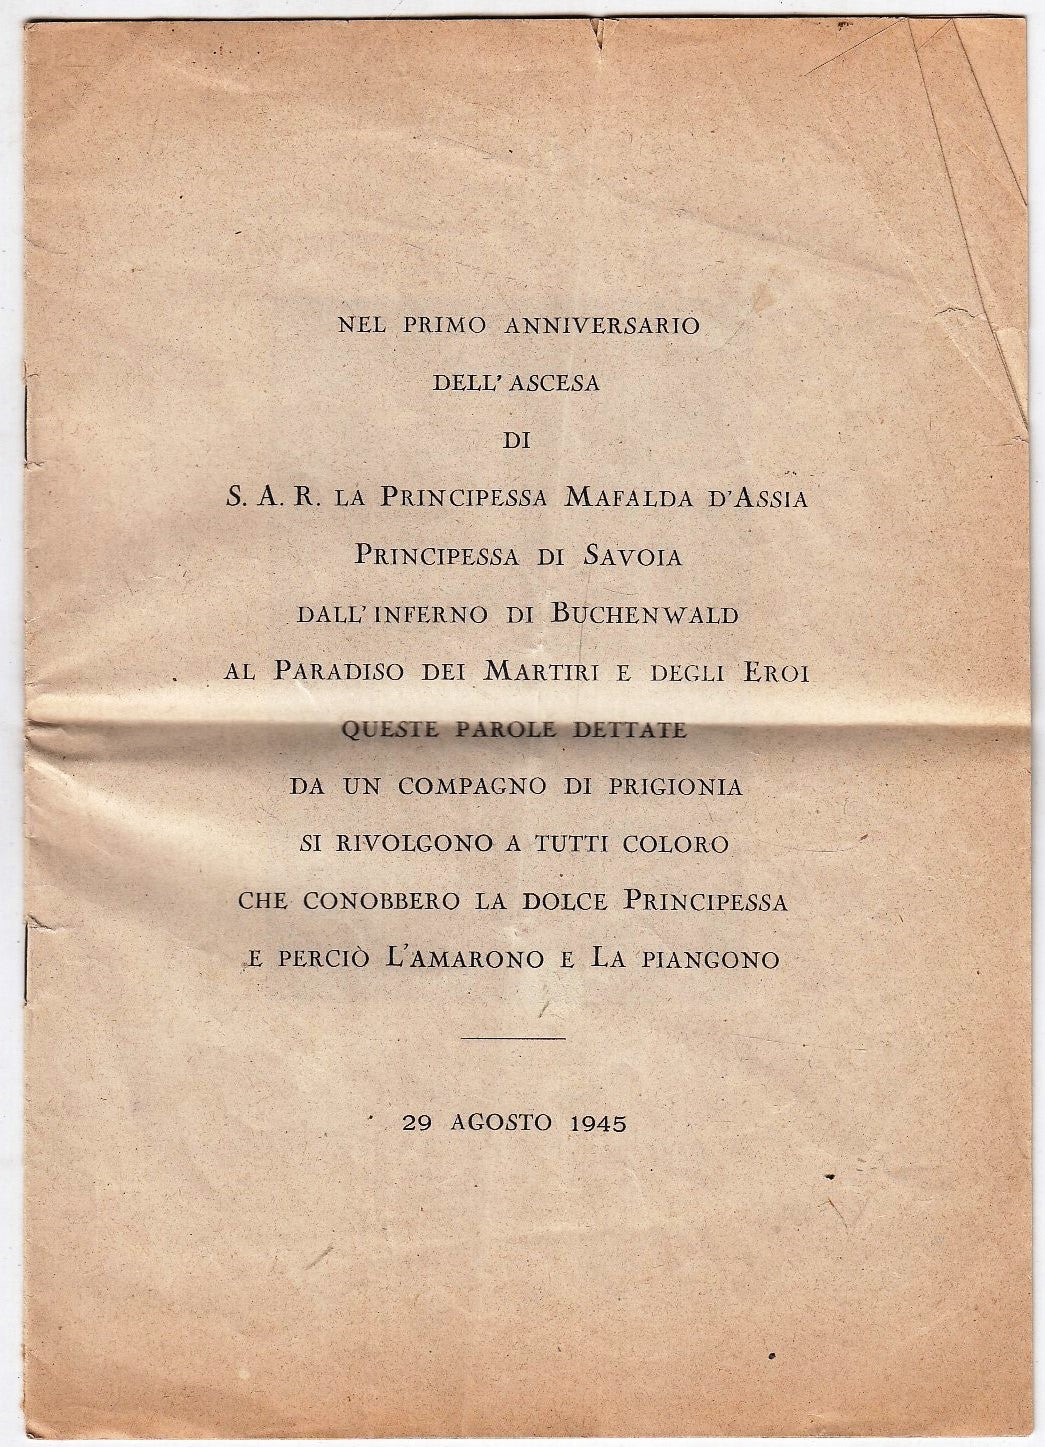 NEL PRIMO ANNIVERSARIO
DELL' ASCESA
DI
S. A. R. LA PRINCIPESSA MAFALDA D'ASSIA
PRINCIPESSA DI SAVOIA
DALL' INFERNO DI BUCHENWALD
AL PARADISO DEI MARTIRI E DEGLI EROI
QUESTE PAROLE DETTATE
DA UN COMPAGNO DI PRIGIONIA
SI RIVOLGONO A TUTTI COLORO
CHE CONOBBERO LA DOLCE PRINCIPESSA
E PERCIÒ L'AMARONO E LA PIANGONO
29 AGOSTO 1945